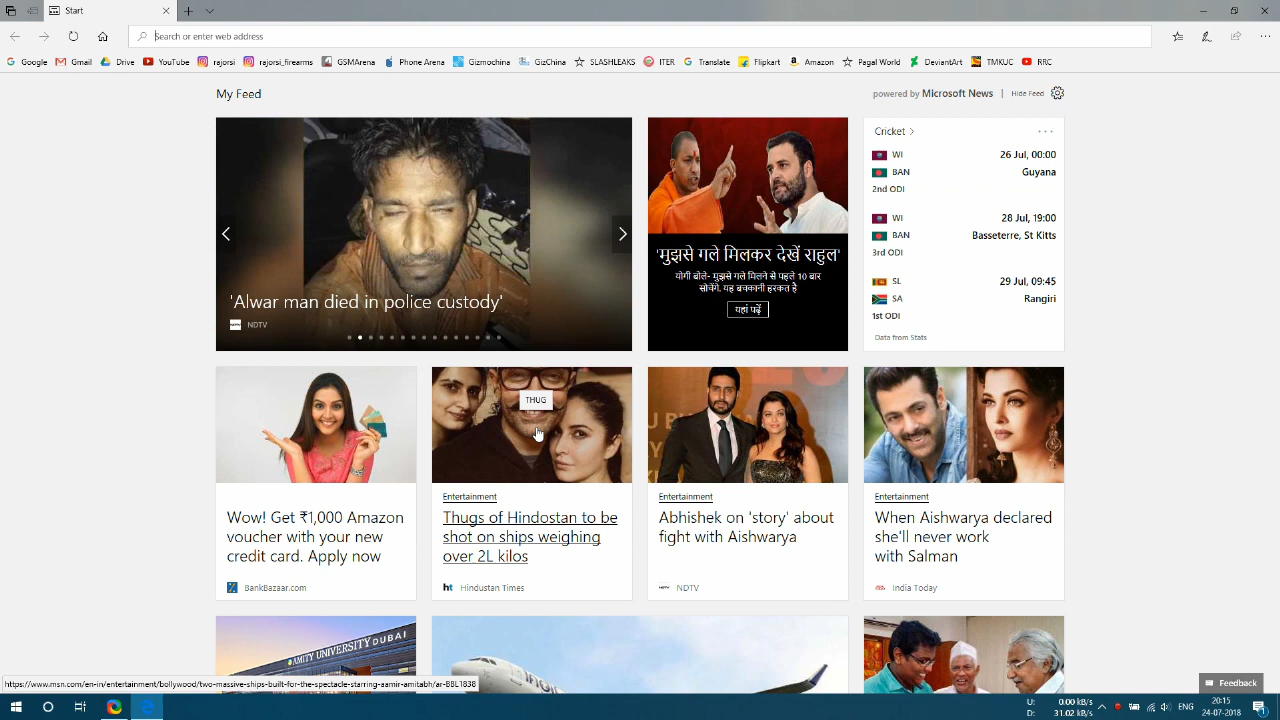 Start
Search or enter web address
Google Gmail Drive YouTube rajorsi rajorsi_firearms GSMArena Phone Arena Gizmochina GizChina SLASHLEAKS ITER Translate Flipkart Amazon Pagal World DeviantArt TMKUC RRC
My Feed
powered by Microsoft News | Hide Feed
'Alwar man died in police custody'
NDTV
'मुझसे गले मिलकर देखें राहुल'
योगी बोले- मुझसे गले मिलने से पहले 10 बार
सोचेंगे, यह बचकानी हरकत है
यहां पढ़ें
Cricket
WI 26 Jul, 00:00
BAN Guyana
2nd ODI
WI 28 Jul, 19:00
BAN Basseterre, St Kitts
3rd ODI
SL 29 Jul, 09:45
SA Rangiri
1st ODI
Data from Stats
Wow! Get ₹1,000 Amazon
voucher with your new
credit card. Apply now
BankBazaar.com
THUG
Entertainment
Thugs of Hindostan to be
shot on ships weighing
over 2L kilos
ht Hindustan Times
Entertainment
Abhishek on 'story' about
fight with Aishwarya
NDTV
Entertainment
When Aishwarya declared
she'll never work
with Salman
India Today
AMITY UNIVERSITY DUBAI
https://www.msn.com/en-in/entertainment/bollywood/two-massive-ships-built-for-the-spectacle-starring-aamir-amitabh/ar-BBL1838
Feedback
U: 0.00 kB/s
D: 31.02 kB/s
ENG
20:15
24-07-2018